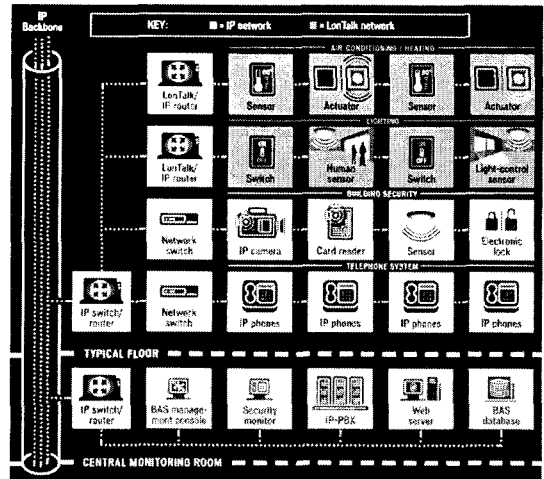 IP
Backbone
KEY: = IP network = LonTalk network
AIR CONDITIONING / HEATING
LonTalk/
IP router
Sensor
Actuator
Sensor
Actuator
LIGHTING
LonTalk/
IP router
Switch
Human
sensor
Switch
Light-control
sensor
BUILDING SECURITY
Network
switch
IP camera
Card reader
Sensor
Electronic
lock
TELEPHONE SYSTEM
IP switch/
router
Network
switch
IP phones
IP phones
IP phones
IP phones
TYPICAL FLOOR
IP switch/
router
BAS manage-
ment console
Security
monitor
IP-PBX
Web
server
BAS
database
CENTRAL MONITORING ROOM